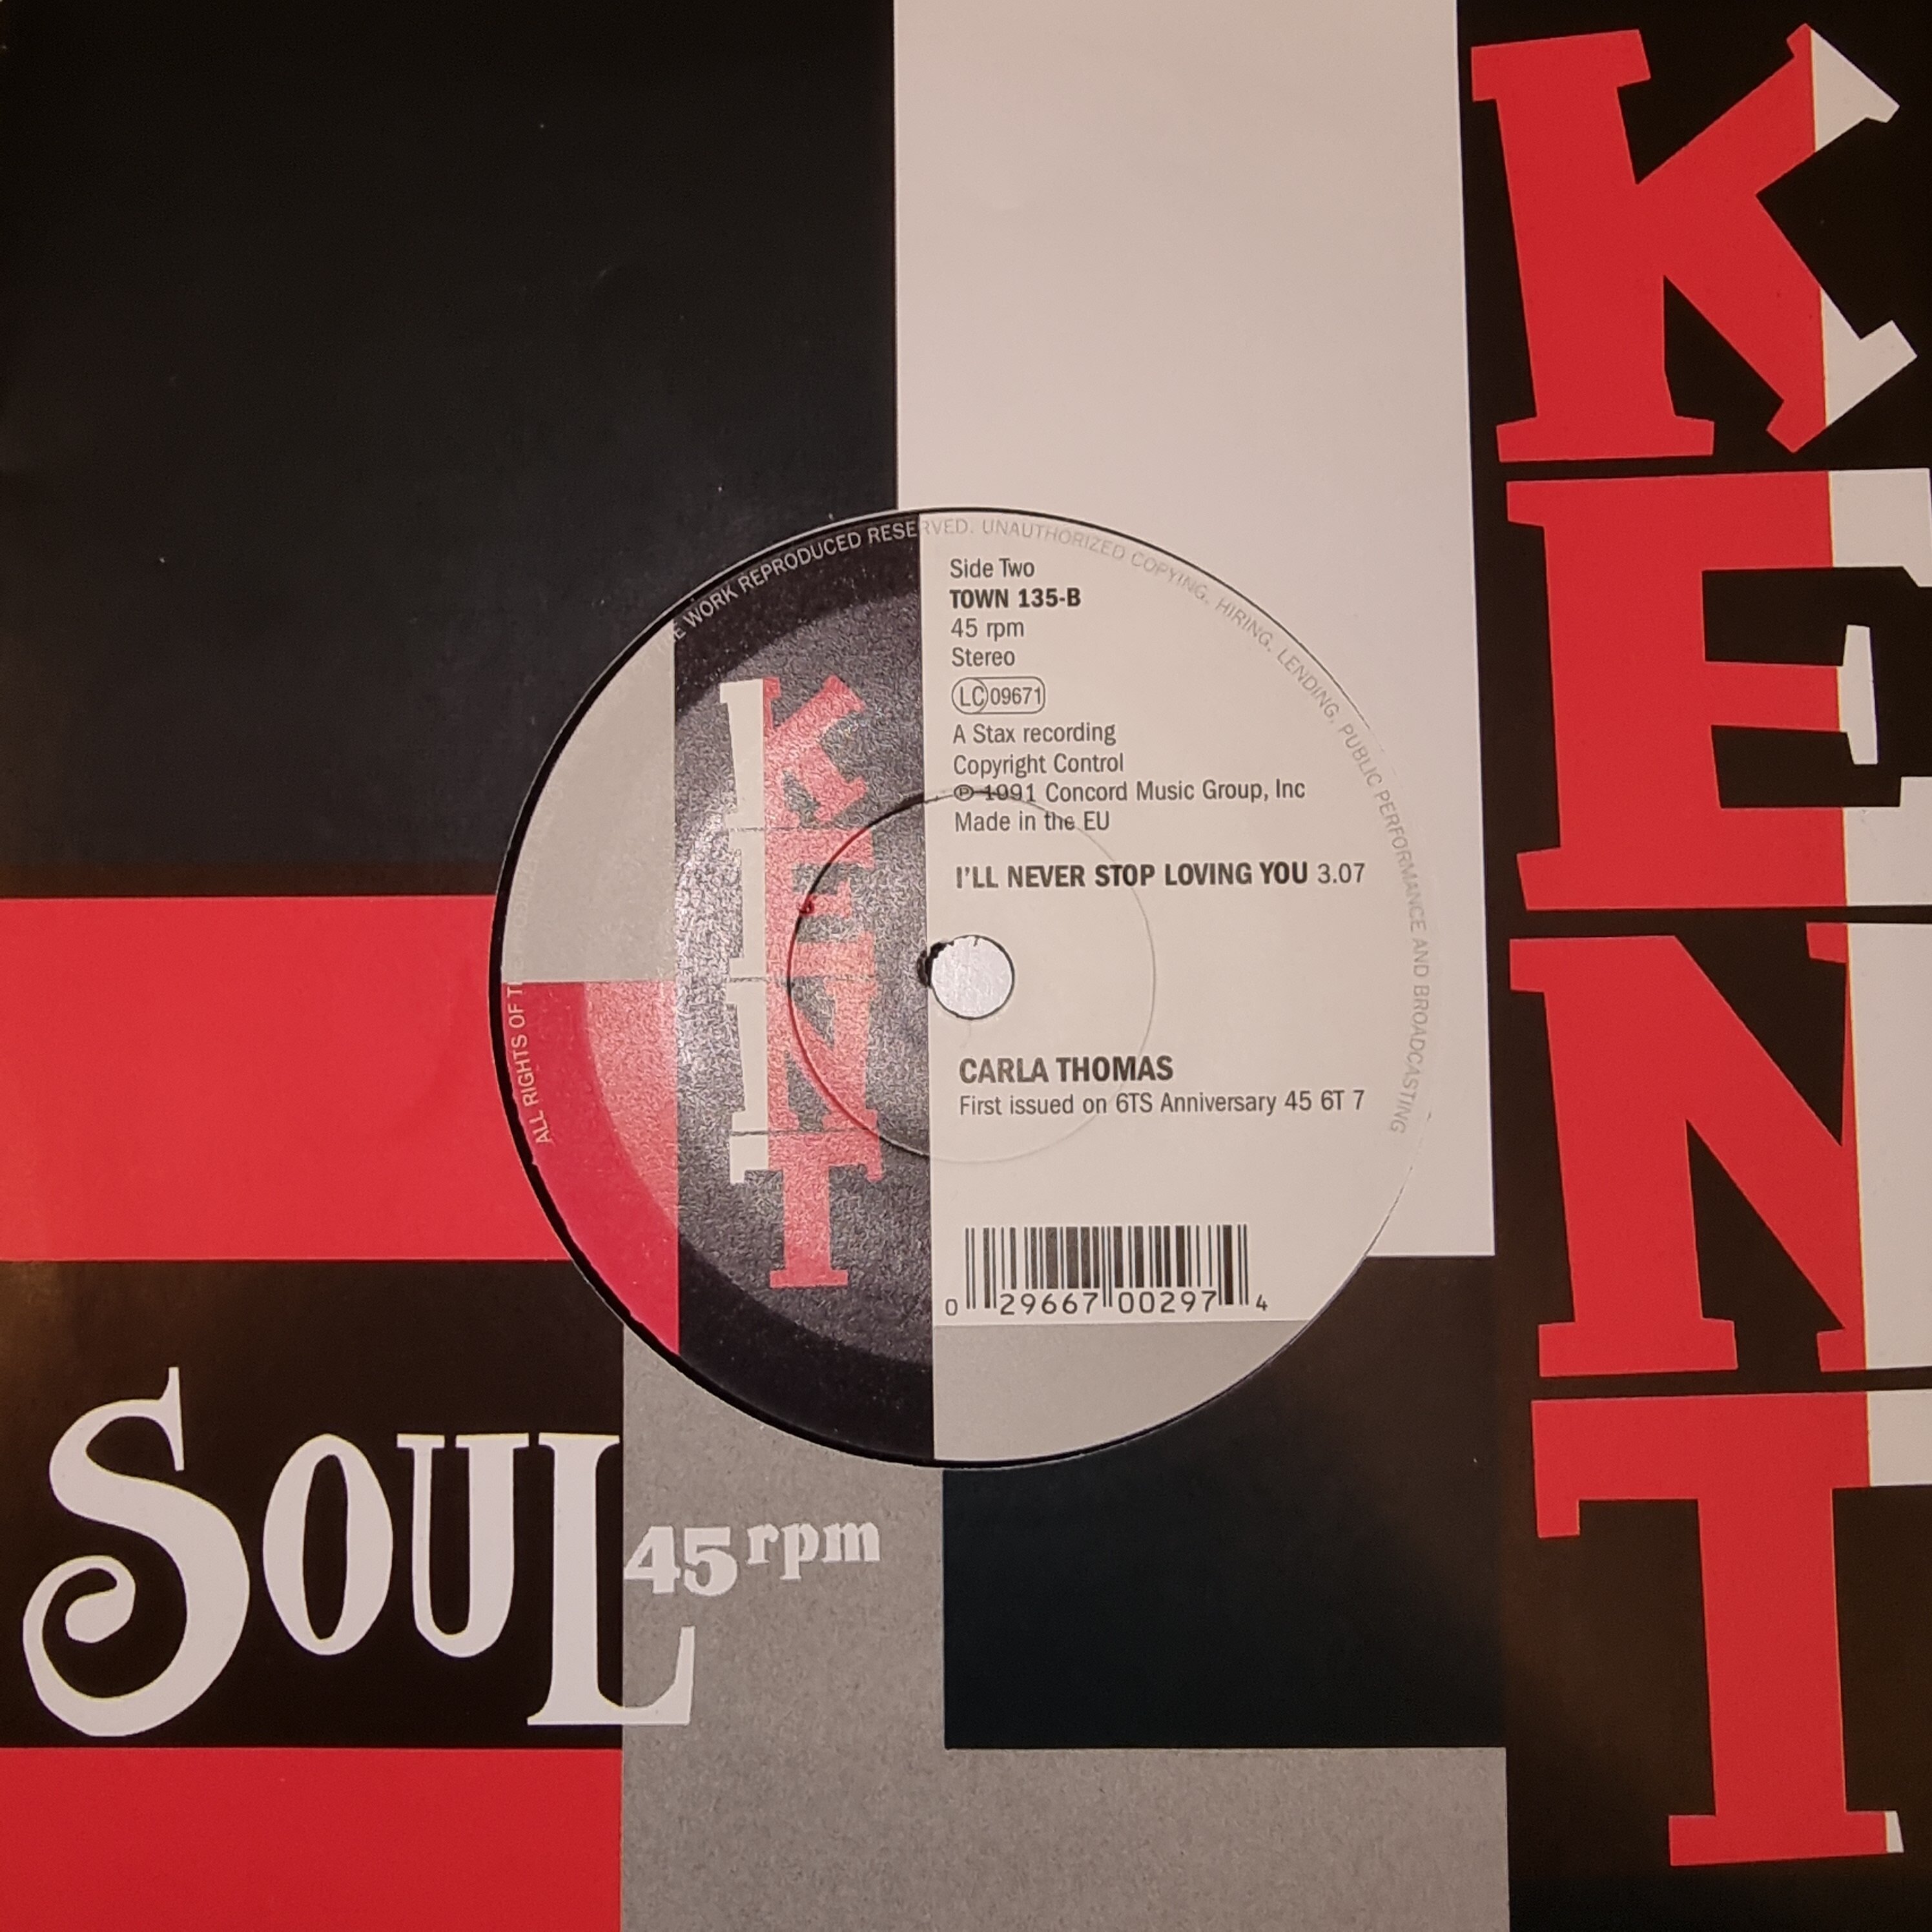 KENT
ALL RIGHTS OF THE
WORK REPRODUCED RESERVED. UNAUTHORIZED COPYING, HIRING, LENDING, PUBLIC PERFORMANCE AND BROADCASTING
Side Two
TOWN 135-B
45 rpm
Stereo
LC 09671
A Stax recording
Copyright Control
℗ 1991 Concord Music Group, Inc
Made in the EU
I'LL NEVER STOP LOVING YOU 3.07
KENT
CARLA THOMAS
First issued on 6TS Anniversary 45 6T 7
0 29667 00297 4
SOUL
45 rpm